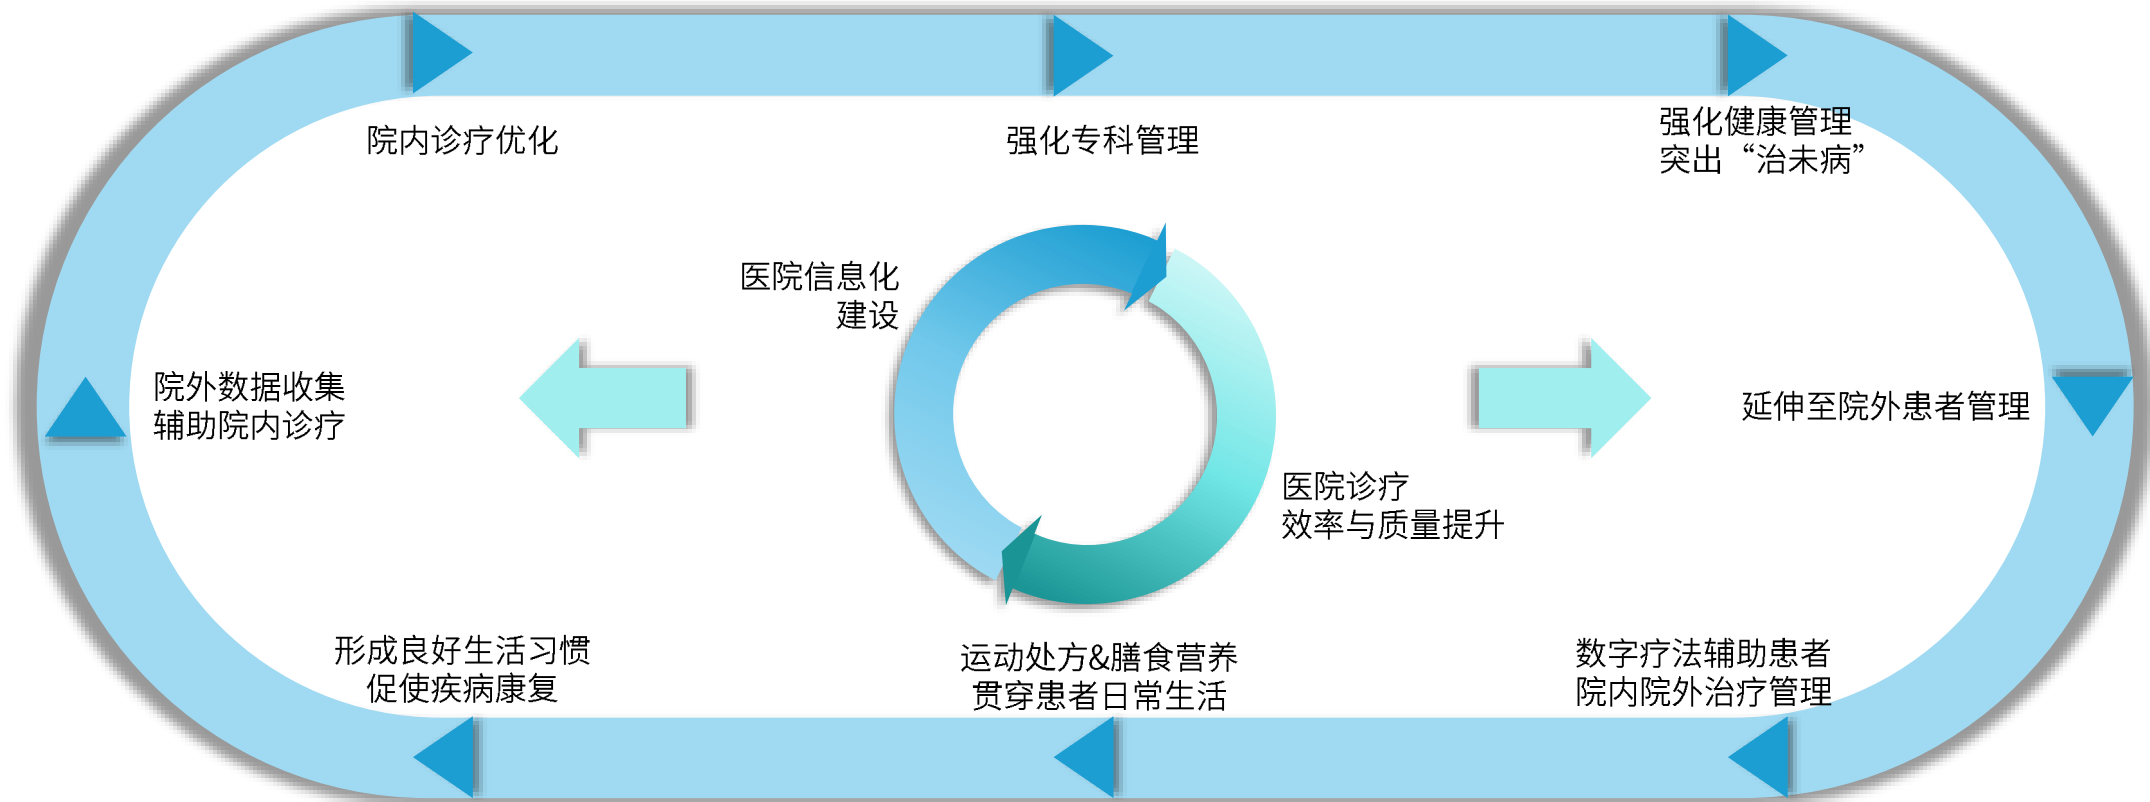 院内诊疗优化
强化专科管理
强化健康管理
突出“治未病”
医院信息化
建设
院外数据收集
辅助院内诊疗
延伸至院外患者管理
医院诊疗
效率与质量提升
形成良好生活习惯
促使疾病康复
运动处方&膳食营养
贯穿患者日常生活
数字疗法辅助患者
院内院外治疗管理